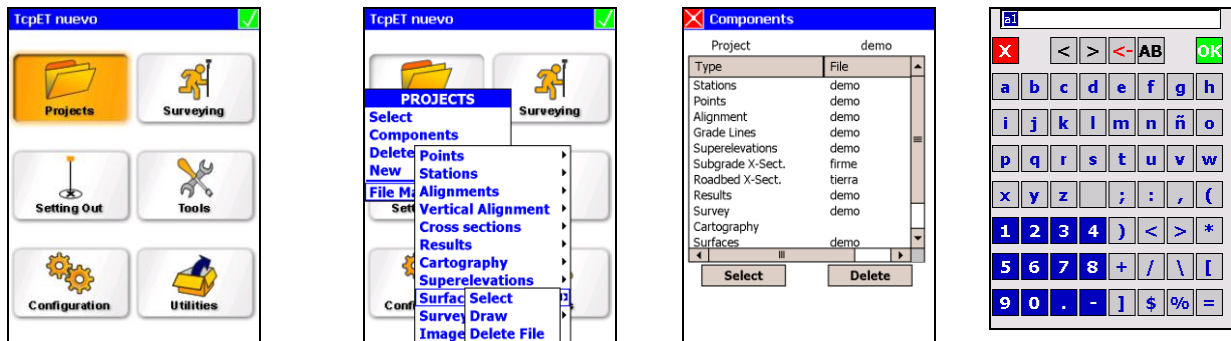 TcpET nuevo
Projects
Surveying
Setting Out
Tools
Configuration
Utilities
TcpET nuevo
Surveying
PROJECTS
Select
Components
Delete
New
File Ma
Points
Stations
Alignments
Vertical Alignment
Cross sections
Results
Cartography
Superelevations
Surfac
Survey
Image
Select
Draw
Delete File
Sett
Conf
s
Components
Project demo
Type File
Stations demo
Points demo
Alignment demo
Grade Lines demo
Superelevations demo
Subgrade X-Sect. firme
Roadbed X-Sect. tierra
Results demo
Survey demo
Cartography
Surfaces demo
Select Delete
a1
X < > <- AB OK
a b c d e f g h
i j k l m n ñ o
p q r s t u v w
x y z ; : , (
1 2 3 4 ) < > *
5 6 7 8 + / \ [
9 0 . - ] $ % =